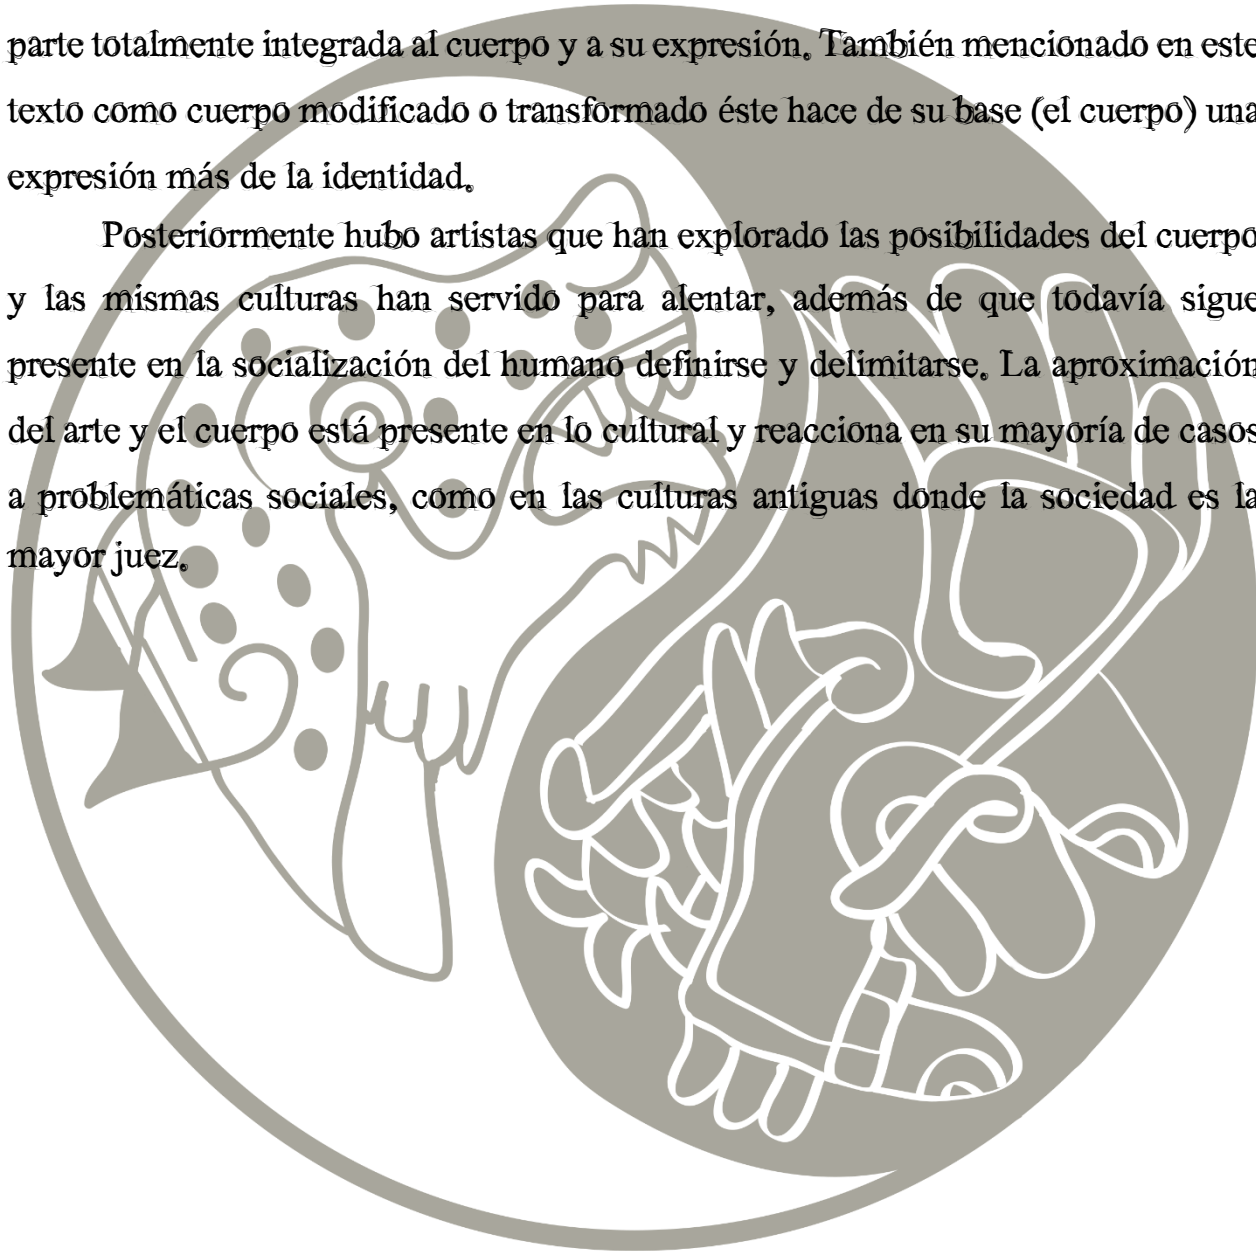 parte totalmente integrada al cuerpo y a su expresión. También mencionado en este
texto como cuerpo modificado o transformado éste hace de su base (el cuerpo) una
expresión más de la identidad.
Posteriormente hubo artistas que han explorado las posibilidades del cuerpo
y las mismas culturas han servido para alentar, además de que todavía sigue
presente en la socialización del humano definirse y delimitarse. La aproximación
del arte y el cuerpo está presente en lo cultural y reacciona en su mayoría de casos
a problemáticas sociales, como en las culturas antiguas donde la sociedad es la
mayor juez.